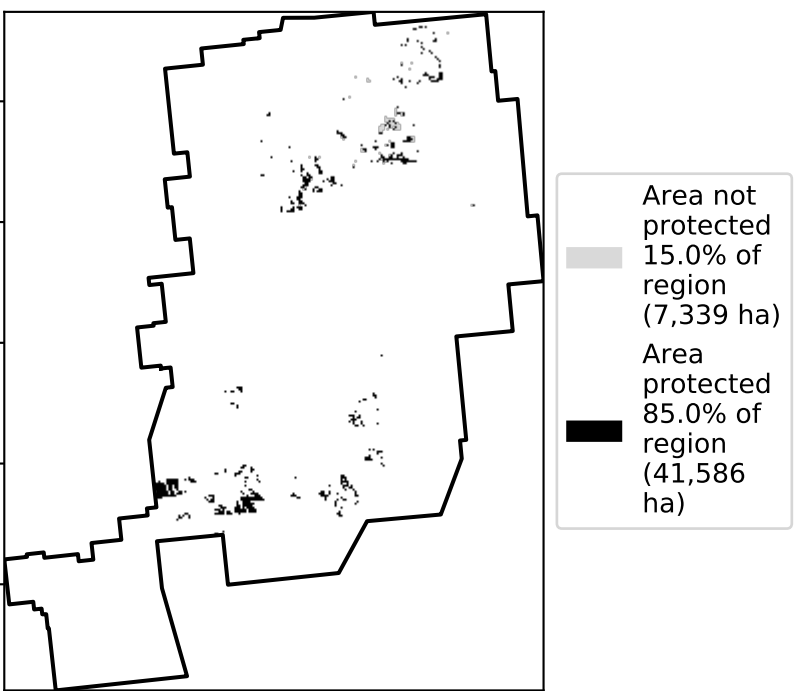 Area not
protected
15.0% of
region
(7,339 ha)
Area
protected
85.0% of
region
(41,586
ha)